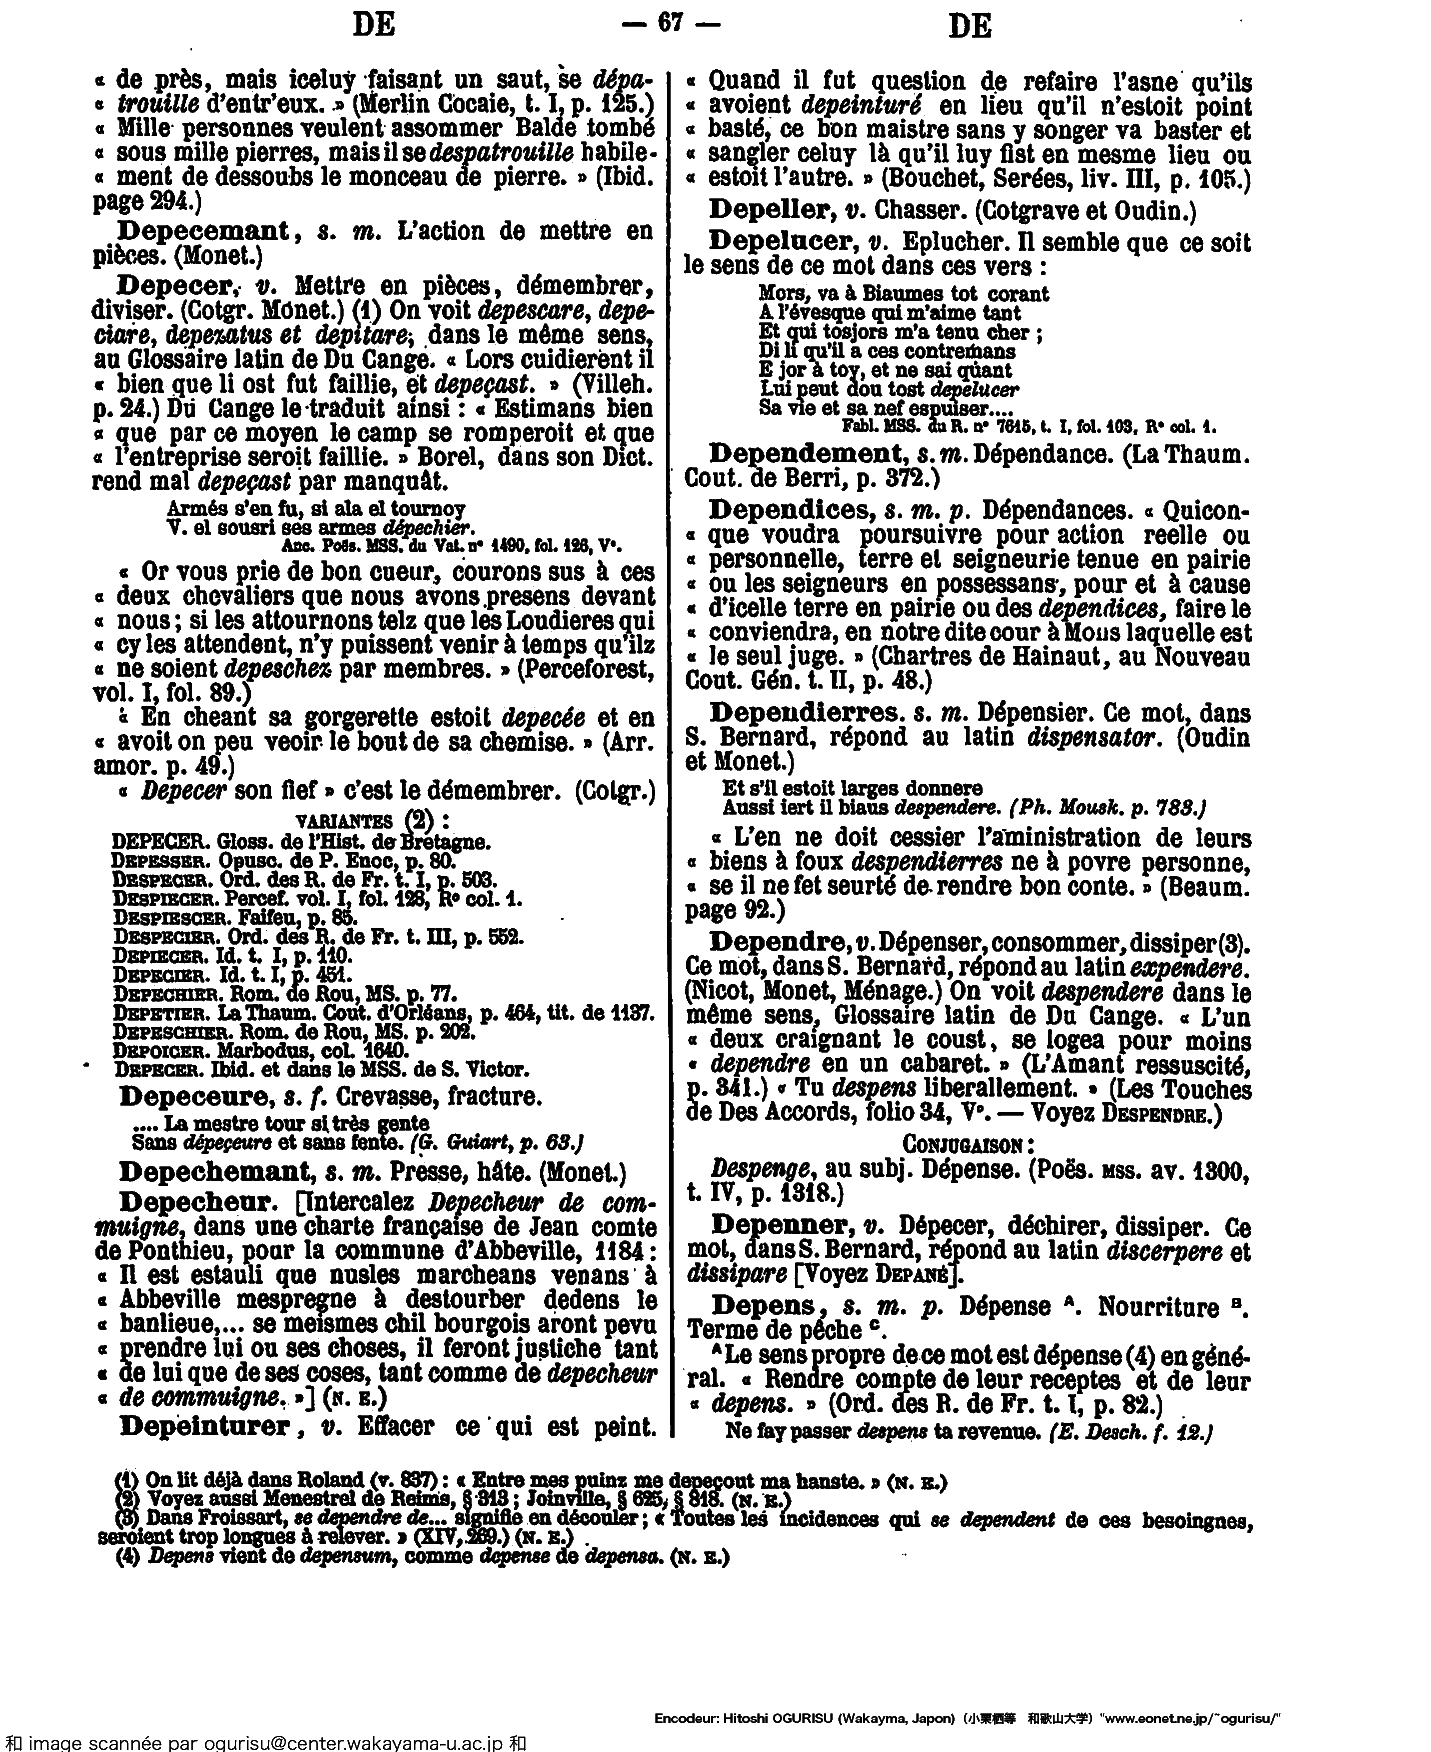 DE — 67 — DE
« de près, mais iceluy faisant un saut, se dépa-
« trouille d'entr'eux. » (Merlin Cocaie, t. I, p. 125.)
« Mille personnes veulent assommer Balde tombé
« sous mille pierres, mais il se despatrouille habile-
« ment de dessoubs le monceau de pierre. » (Ibid.
page 294.)
Depecemant, s. m. L'action de mettre en
pièces. (Monet.)
Depecer, v. Mettre en pièces, démembrer,
diviser. (Cotgr. Monet.) (1) On voit depescare, depe-
ciare, depezatus et depitare, dans le même sens,
au Glossaire latin de Du Cange. « Lors cuidierent il
« bien que li ost fut faillie, et depeçast. » (Villeh.
p. 24.) Du Cange le traduit ainsi : « Estimans bien
« que par ce moyen le camp se romperoit et que
« l'entreprise seroit faillie. » Borel, dans son Dict.
rend mal depeçast par manquât.
Armés s'en fu, si ala el tournoy
V. el sousri ses armes dépechier.
Anc. Poës. MSS. du Vat. n° 1490, fol. 126, V°.
« Or vous prie de bon cueur, courons sus à ces
« deux chevaliers que nous avons presens devant
« nous ; si les attournons telz que les Loudieres qui
« cy les attendent, n'y puissent venir à temps qu'ilz
« ne soient depeschez par membres. » (Perceforest,
vol. I, fol. 89.)
« En cheant sa gorgerette estoit depecée et en
« avoit on peu veoir le bout de sa chemise. » (Arr.
amor. p. 49.)
« Depecer son fief » c'est le démembrer. (Cotgr.)
VARIANTES (2) :
DEPECER. Gloss. de l'Hist. de Bretagne.
DEPESSER. Opusc. de P. Enoc, p. 80.
DESPECER. Ord. des R. de Fr. t. I, p. 503.
DESPIECER. Percef. vol. I, fol. 128, R° col. 1.
DESPIESCER. Faifeu, p. 85.
DESPECIER. Ord. des R. de Fr. t. III, p. 552.
DEPIECER. Id. t. I, p. 110.
DEPECIER. Id. t. I, p. 451.
DEPECHIER. Rom. de Rou, MS. p. 77.
DEPETIER. La Thaum. Cout. d'Orléans, p. 464, tit. de 1137.
DEPESCHIER. Rom. de Rou, MS. p. 202.
DEPOICER. Marbodus, col. 1640.
DEPECER. Ibid. et dans le MSS. de S. Victor.
Depeceure, s. f. Crevasse, fracture.
.... La mestre tour si très gente
Sans dépeçeure et sans fente. (G. Guiart, p. 63.)
Depechemant, s. m. Presse, hâte. (Monet.)
Depecheur. [Intercalez Depecheur de com-
muigne, dans une charte française de Jean comte
de Ponthieu, pour la commune d'Abbeville, 1184 :
« Il est estauli que nusles marcheans venans à
« Abbeville mespregne à destourber dedens le
« banlieue,... se meismes chil bourgois aront pevu
« prendre lui ou ses choses, il feront justiche tant
« de lui que de ses coses, tant comme de depecheur
« de commuigne. »] (N. E.)
Depeinturer, v. Effacer ce qui est peint.
« Quand il fut question de refaire l'asne qu'ils
« avoient depeinturé en lieu qu'il n'estoit point
« basté, ce bon maistre sans y songer va baster et
« sangler celuy là qu'il luy fist en mesme lieu ou
« estoit l'autre. » (Bouchet, Serées, liv. III, p. 105.)
Depeller, v. Chasser. (Cotgrave et Oudin.)
Depelucer, v. Eplucher. Il semble que ce soit
le sens de ce mot dans ces vers :
Mors, va à Biaumes tot corant
A l'évesque qui m'aime tant
Et qui tosjors m'a tenu cher ;
Di li qu'il a ces contremans
E jor à toy, et ne sai quant
Lui peut dou tost depelucer
Sa vie et sa nef espuiser....
Fabl. MSS. du R. n° 7615, t. I, fol. 103, R° col. 1.
Dependement, s. m. Dépendance. (La Thaum.
Cout. de Berri, p. 372.)
Dependices, s. m. p. Dépendances. « Quicon-
« que voudra poursuivre pour action reelle ou
« personnelle, terre et seigneurie tenue en pairie
« ou les seigneurs en possessans, pour et à cause
« d'icelle terre en pairie ou des dependices, faire le
« conviendra, en notre dite cour à Mons laquelle est
« le seul juge. » (Chartres de Hainaut, au Nouveau
Cout. Gén. t. II, p. 48.)
Dependierres. s. m. Dépensier. Ce mot, dans
S. Bernard, répond au latin dispensator. (Oudin
et Monet.)
Et s'il estoit larges donnere
Aussi iert il biaus despendere. (Ph. Mousk. p. 783.)
« L'en ne doit cessier l'aministration de leurs
« biens à foux despendierres ne à povre personne,
« se il ne fet seurté de rendre bon conte. » (Beaum.
page 92.)
Dependre, v. Dépenser, consommer, dissiper (3).
Ce mot, dans S. Bernard, répond au latin expendere.
(Nicot, Monet, Ménage.) On voit despendere dans le
même sens, Glossaire latin de Du Cange. « L'un
« deux craignant le coust, se logea pour moins
« dependre en un cabaret. » (L'Amant ressuscité,
p. 341.) « Tu despens liberallement. » (Les Touches
de Des Accords, folio 34, V°. — Voyez DESPENDRE.)
CONJUGAISON :
Despenge, au subj. Dépense. (Poës. MSS. av. 1300,
t. IV, p. 1318.)
Depenner, v. Dépecer, déchirer, dissiper. Ce
mot, dans S. Bernard, répond au latin discerpere et
dissipare [Voyez DEPANÉ].
Depens, s. m. p. Dépense A. Nourriture B.
Terme de pêche C.
A Le sens propre de ce mot est dépense (4) en géné-
ral. « Rendre compte de leur receptes et de leur
« depens. » (Ord. des R. de Fr. t. I, p. 82.)
Ne fay passer despens ta revenue. (E. Desch. f. 12.)
(1) On lit déjà dans Roland (v. 837) : « Entre mes puinz me depeçout ma hanste. » (N. E.)
(2) Voyez aussi Menestrel de Reims, § 313 ; Joinville, § 625, § 818. (N. E.)
(3) Dans Froissart, se dependre de... signifie en découler ; « Toutes les incidences qui se dependent de ces besoingnes,
seroient trop longues à relever. » (XIV, 269.) (N. E.)
(4) Depens vient de depensum, comme depense de depensa. (N. E.)
Encodeur: Hitoshi OGURISU (Wakayma, Japon) (小栗栖等 和歌山大学) "www.eonet.ne.jp/~ogurisu/"
和 image scannée par ogurisu@center.wakayama-u.ac.jp 和